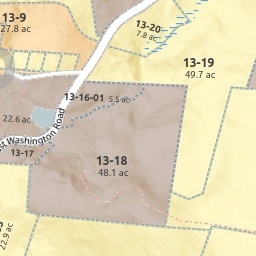 13-9
27.8 ac
13-20
7.8 ac
13-19
49.7 ac
13-16-01
5.5 ac
22.6 ac
Washington Road
13-17
13-18
48.1 ac
22.9 ac